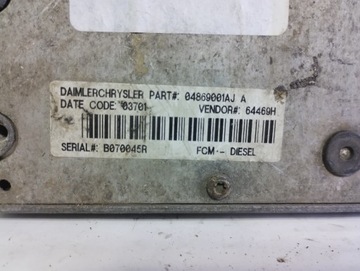 DAIMLERCHRYSLER PART#: 04869001AJ A
DATE CODE: 03701 VENDOR#: 64469H
SERIAL#: B070045R FCM - DIESEL